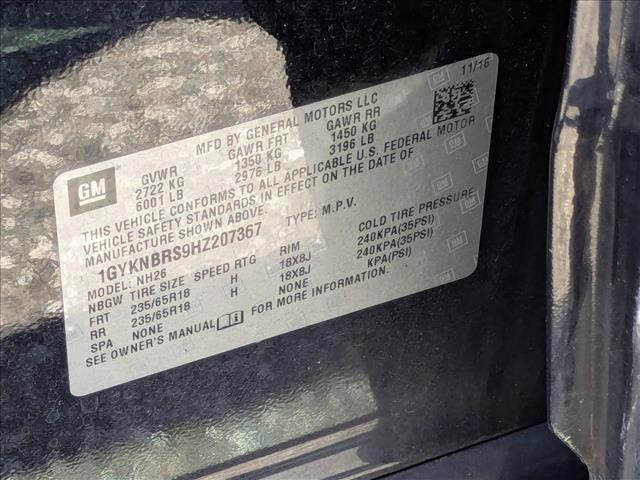 11/16
MFD BY GENERAL MOTORS LLC
GVWR GAWR FRT GAWR RR
2722 KG 1350 KG 1450 KG
6001 LB 2976 LB 3196 LB
GM
THIS VEHICLE CONFORMS TO ALL APPLICABLE U.S. FEDERAL MOTOR
VEHICLE SAFETY STANDARDS IN EFFECT ON THE DATE OF
MANUFACTURE SHOWN ABOVE.
1GYKNBRS9HZ207367 TYPE: M.P.V.
MODEL: NH26
NBGW TIRE SIZE SPEED RTG RIM COLD TIRE PRESSURE
FRT 235/65R18 H 18X8J 240KPA(35PSI)
RR 235/65R18 H 18X8J 240KPA(35PSI)
SPA NONE NONE KPA(PSI)
SEE OWNER'S MANUAL FOR MORE INFORMATION.